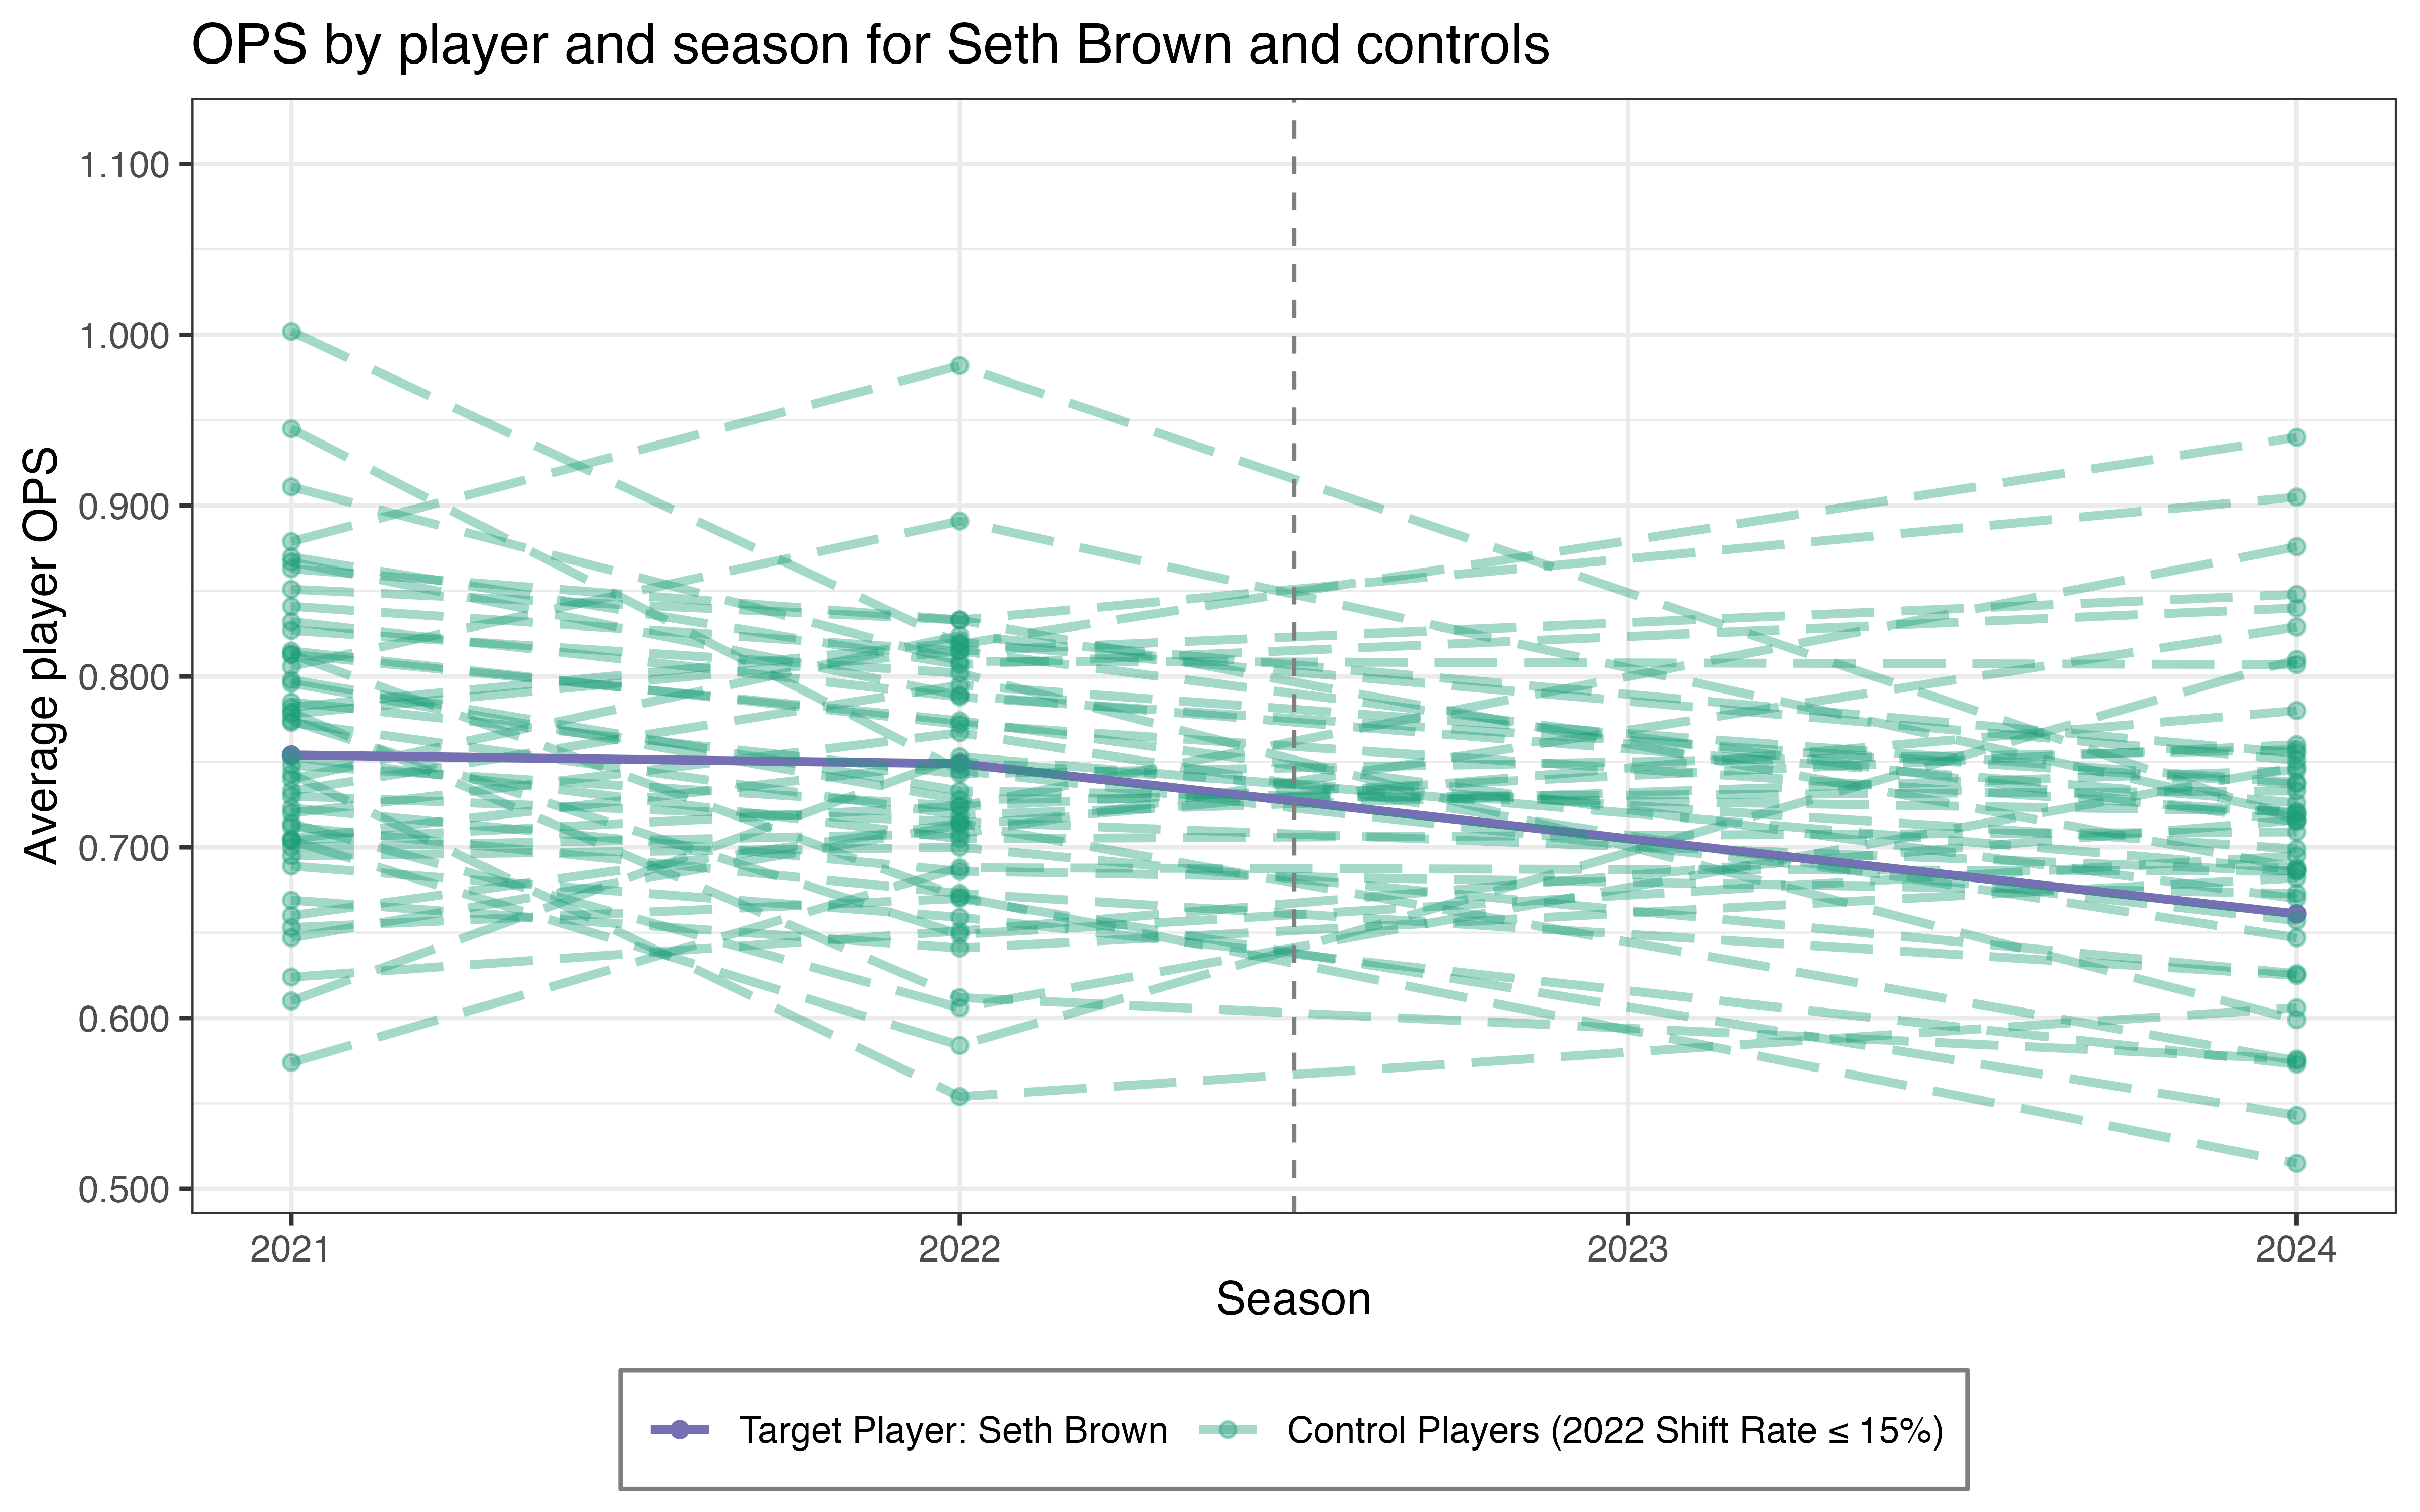 OPS by player and season for Seth Brown and controls
Average player OPS
1.100
1.000
0.900
0.800
0.700
0.600
0.500
2021 2022 2023 2024
Season
Target Player: Seth Brown Control Players (2022 Shift Rate ≤ 15%)